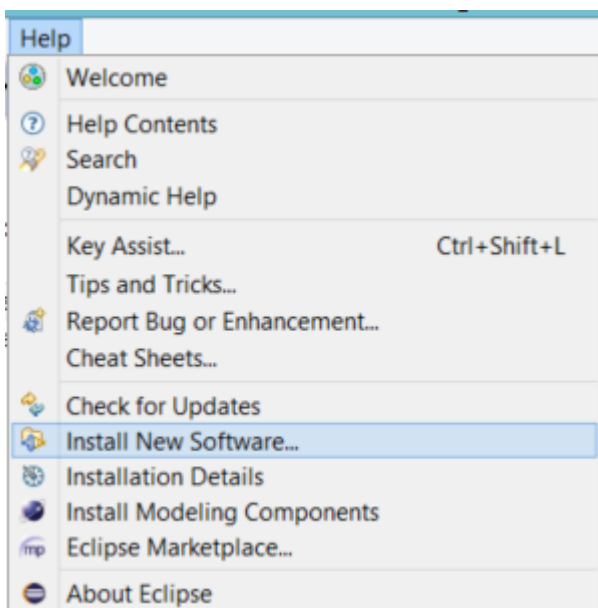 Help
Welcome
Help Contents
Search
Dynamic Help
Key Assist... Ctrl+Shift+L
Tips and Tricks...
Report Bug or Enhancement...
Cheat Sheets...
Check for Updates
Install New Software...
Installation Details
Install Modeling Components
mp Eclipse Marketplace...
About Eclipse